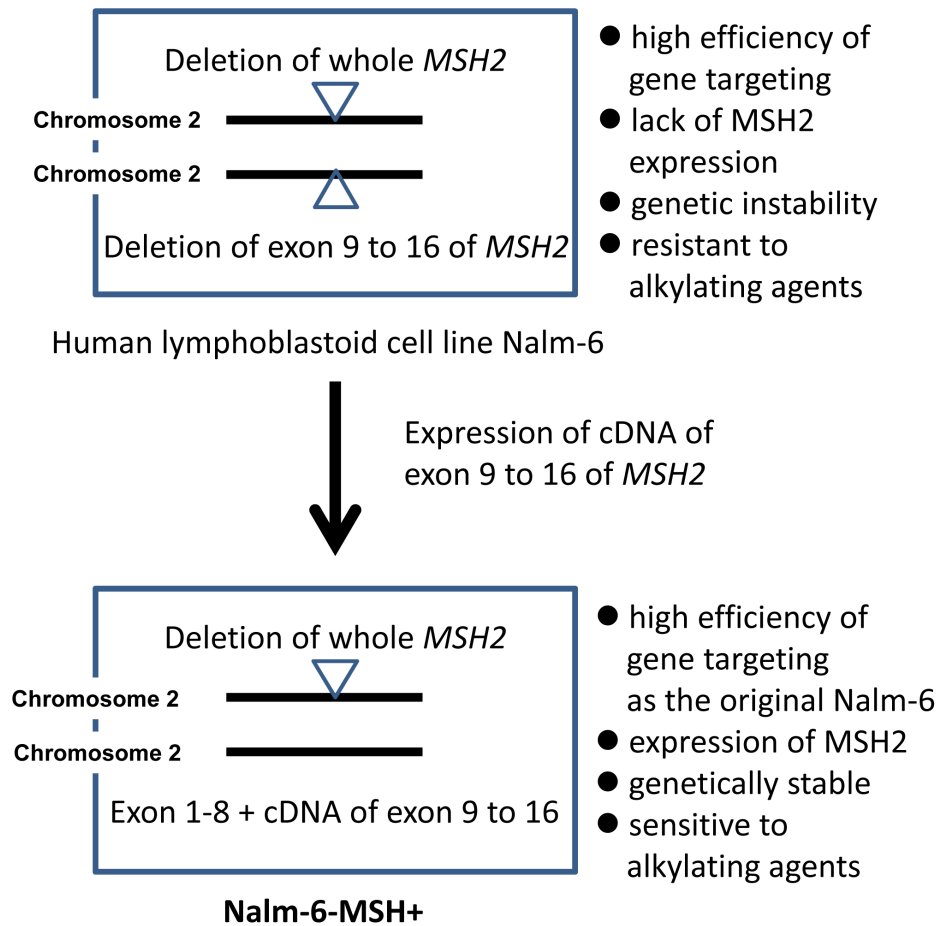 Deletion of whole MSH2
Chromosome 2
Chromosome 2
Deletion of exon 9 to 16 of MSH2
● high efficiency of
gene targeting
● lack of MSH2
expression
● genetic instability
● resistant to
alkylating agents
Human lymphoblastoid cell line Nalm-6
Expression of cDNA of
exon 9 to 16 of MSH2
Deletion of whole MSH2
Chromosome 2
Chromosome 2
Exon 1-8 + cDNA of exon 9 to 16
● high efficiency of
gene targeting
as the original Nalm-6
● expression of MSH2
● genetically stable
● sensitive to
alkylating agents
Nalm-6-MSH+